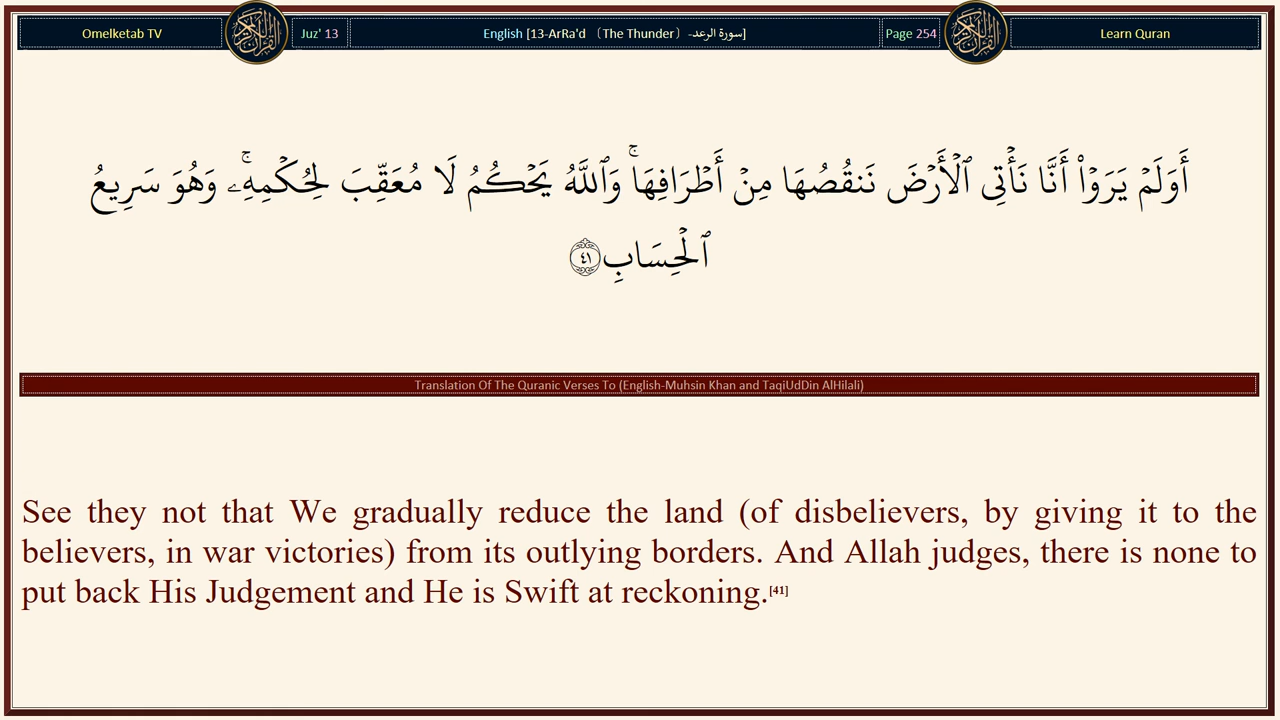 Omelketab TV
Juz' 13
English [13-ArRa'd （The Thunder）-سورة الرعد]
Page 254
Learn Quran
أَوَلَمۡ يَرَوۡاْ أَنَّا نَأۡتِي ٱلۡأَرۡضَ نَنقُصُهَا مِنۡ أَطۡرَافِهَاۚ وَٱللَّهُ يَحۡكُمُ لَا مُعَقِّبَ لِحُكۡمِهِۦۚ وَهُوَ سَرِيعُ
ٱلۡحِسَابِ ٤١
Translation Of The Quranic Verses To (English-Muhsin Khan and TaqiUdDin AlHilali)
See they not that We gradually reduce the land (of disbelievers, by giving it to the
believers, in war victories) from its outlying borders. And Allah judges, there is none to
put back His Judgement and He is Swift at reckoning.[41]